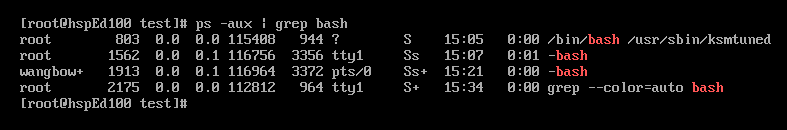 [root@hspEd100 test]# ps -aux | grep bash
root 803 0.0 0.0 115408 944 ? S 15:05 0:00 /bin/bash /usr/sbin/ksmtuned
root 1562 0.0 0.1 116756 3356 tty1 Ss 15:07 0:01 -bash
wangbow+ 1913 0.0 0.1 116964 3372 pts/0 Ss+ 15:21 0:00 -bash
root 2175 0.0 0.0 112812 964 tty1 S+ 15:34 0:00 grep --color=auto bash
[root@hspEd100 test]#